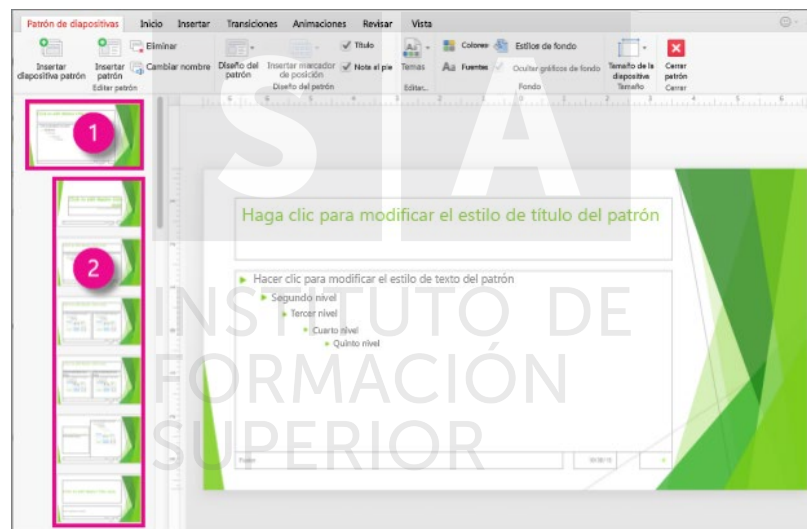 Patrón de diapositivas Inicio Insertar Transiciones Animaciones Revisar Vista
Insertar diapositiva patrón
Insertar patrón
Eliminar
Cambiar nombre
Editar patrón
Diseño del patrón
Insertar marcador de posición
Título
Nota al pie
Diseño del patrón
Temas
Editar...
Colores
Fuentes
Estilos de fondo
Ocultar gráficos de fondo
Fondo
Tamaño de la diapositiva
Tamaño
Cerrar patrón
Cerrar
1
2
SIA
Haga clic para modificar el estilo de título del patrón
Hacer clic para modificar el estilo de texto del patrón
Segundo nivel
Tercer nivel
Cuarto nivel
Quinto nivel
INSTITUTO DE
FORMACIÓN
SUPERIOR
Footer